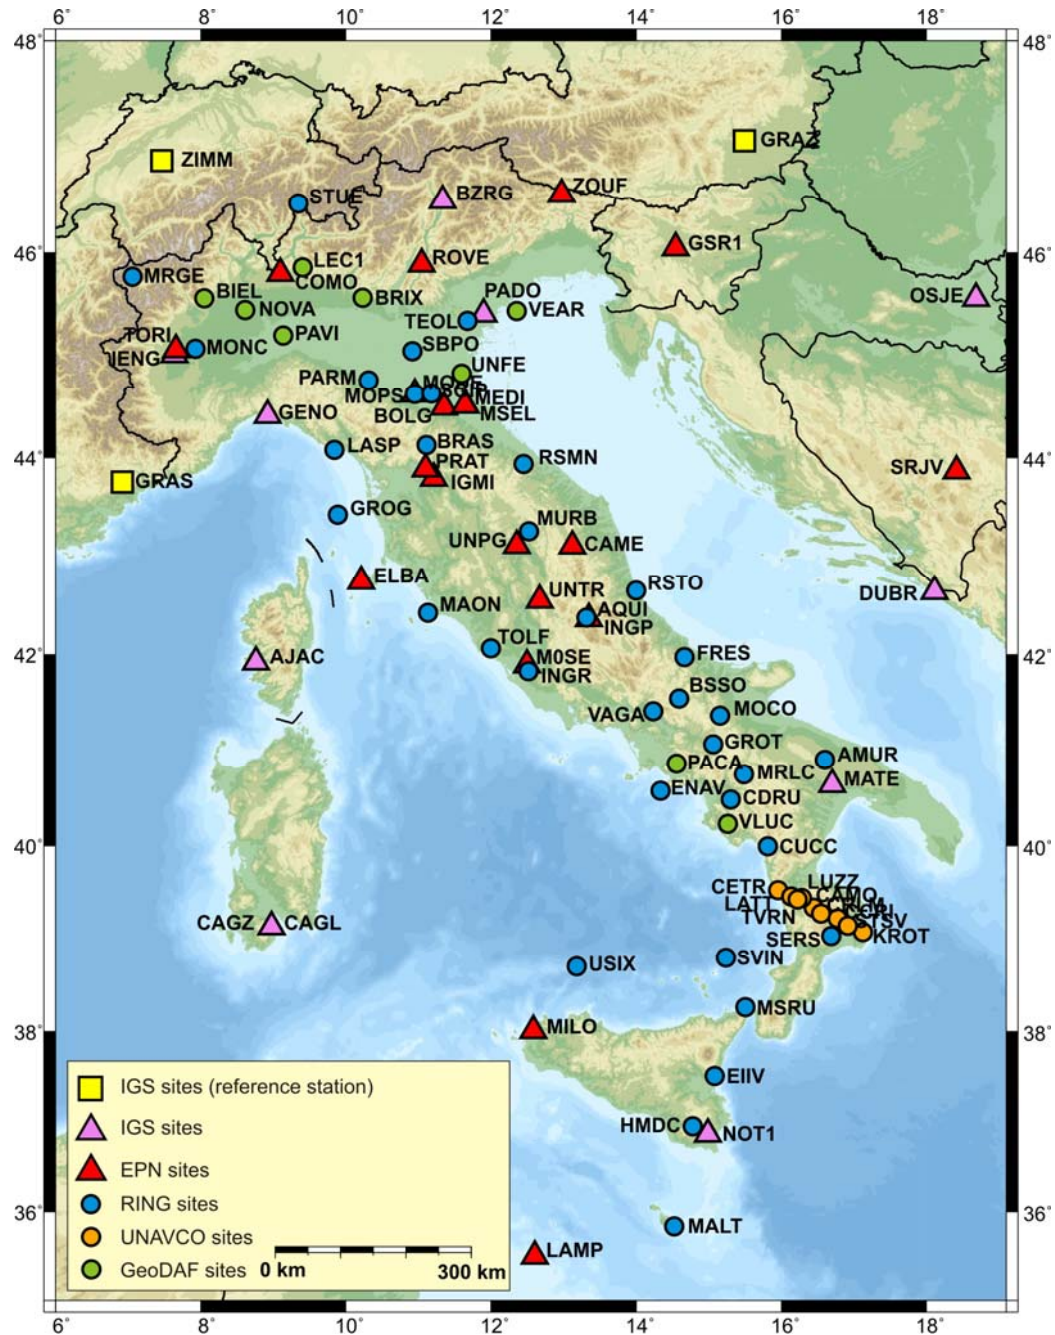 6° 8° 10° 12° 14° 16° 18°
48° 48°
ZIMM
GRAZ
STUE
BZRG
ZOUF
GSR1
46° 46°
MRGE
LEC1
COMO
ROVE
BIEL
NOVA
BRIX
PADO
VEAR
OSJE
TORI
IENG
MONC
PAVI
TEOL
SBPO
UNFE
PARM
MOPS
BOLG
MEDI
MSEL
GENO
LASP
BRAS
44° 44°
PRAT
IGMI
RSMN
SRJV
GRAS
GROG
MURB
UNPG
CAME
ELBA
UNTR
RSTO
DUBR
MAON
AQUI
INGP
TOLF
42° 42°
AJAC
M0SE
INGR
FRES
BSSO
VAGA
MOCO
GROT
AMUR
PACA
MRLC
MATE
ENAV
CDRU
VLUC
40° 40°
CUCC
CETR
LUZZ
CAMO
LATT
TVRN
STSV
SERS
KROT
CAGZ CAGL
USIX
SVIN
MSRU
38° 38°
MILO
EIIV
HMDC
NOT1
36° 36°
MALT
LAMP
IGS sites (reference station)
IGS sites
EPN sites
RING sites
UNAVCO sites
GeoDAF sites
0 km 300 km
6° 8° 10° 12° 14° 16° 18°